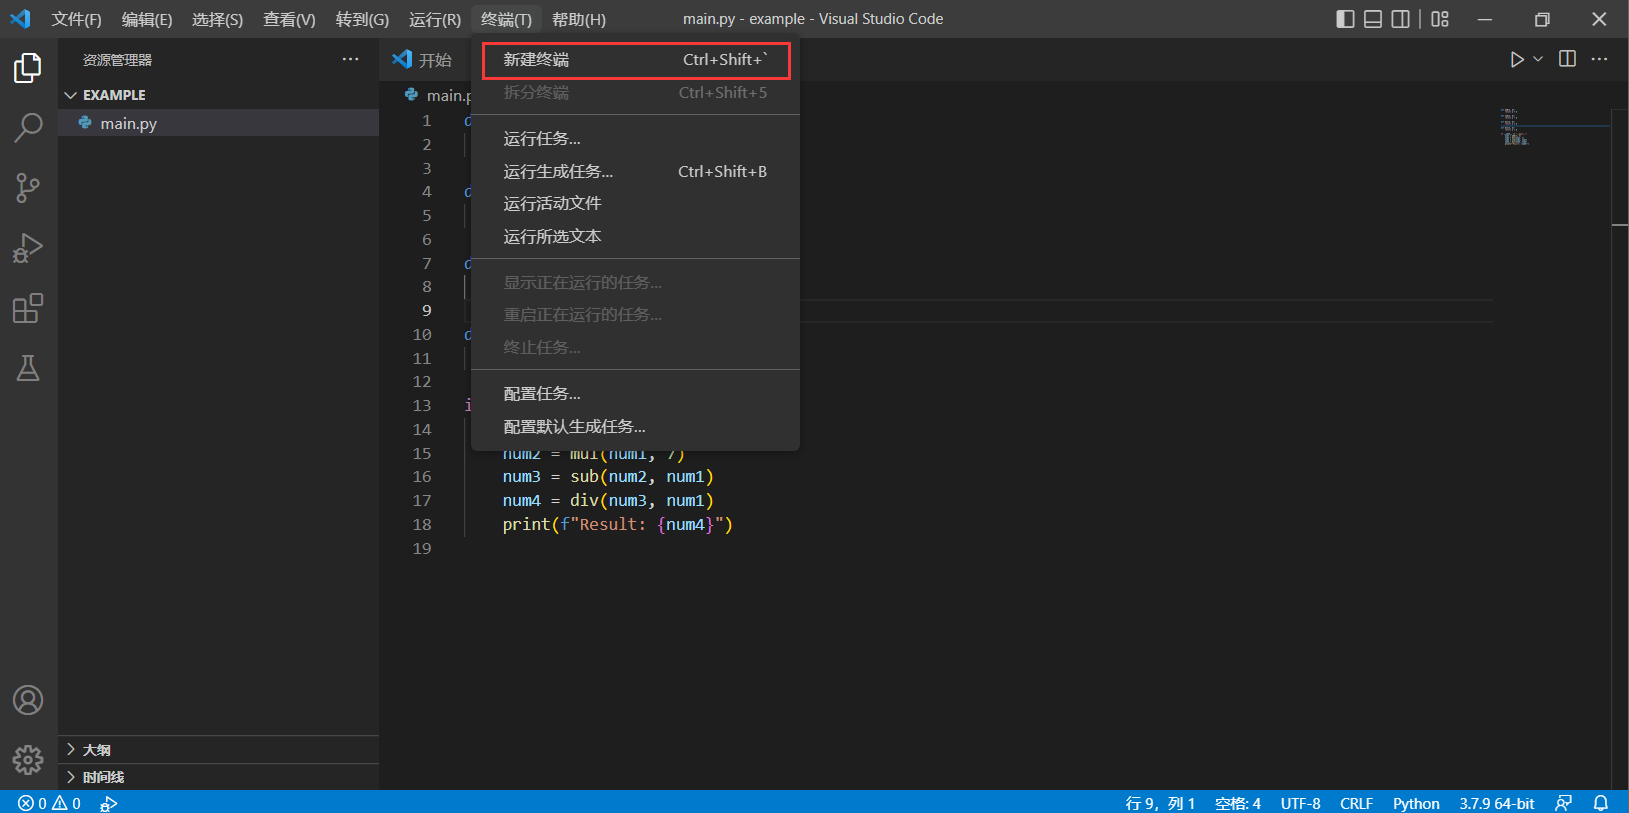 文件(F) 编辑(E) 选择(S) 查看(V) 转到(G) 运行(R) 终端(T) 帮助(H) main.py - example - Visual Studio Code
资源管理器 ···
EXAMPLE
main.py
大纲
时间线
开始
main.p
新建终端 Ctrl+Shift+`
拆分终端 Ctrl+Shift+5
运行任务...
运行生成任务... Ctrl+Shift+B
运行活动文件
运行所选文本
显示正在运行的任务...
重启正在运行的任务...
终止任务...
配置任务...
配置默认生成任务...
1
2
3
4
5
6
7
8
9
10
11
12
13 i
14
15 num2 = mul(num1, 7)
16 num3 = sub(num2, num1)
17 num4 = div(num3, num1)
18 print(f"Result: {num4}")
19
0 0 行 9，列 1 空格: 4 UTF-8 CRLF Python 3.7.9 64-bit